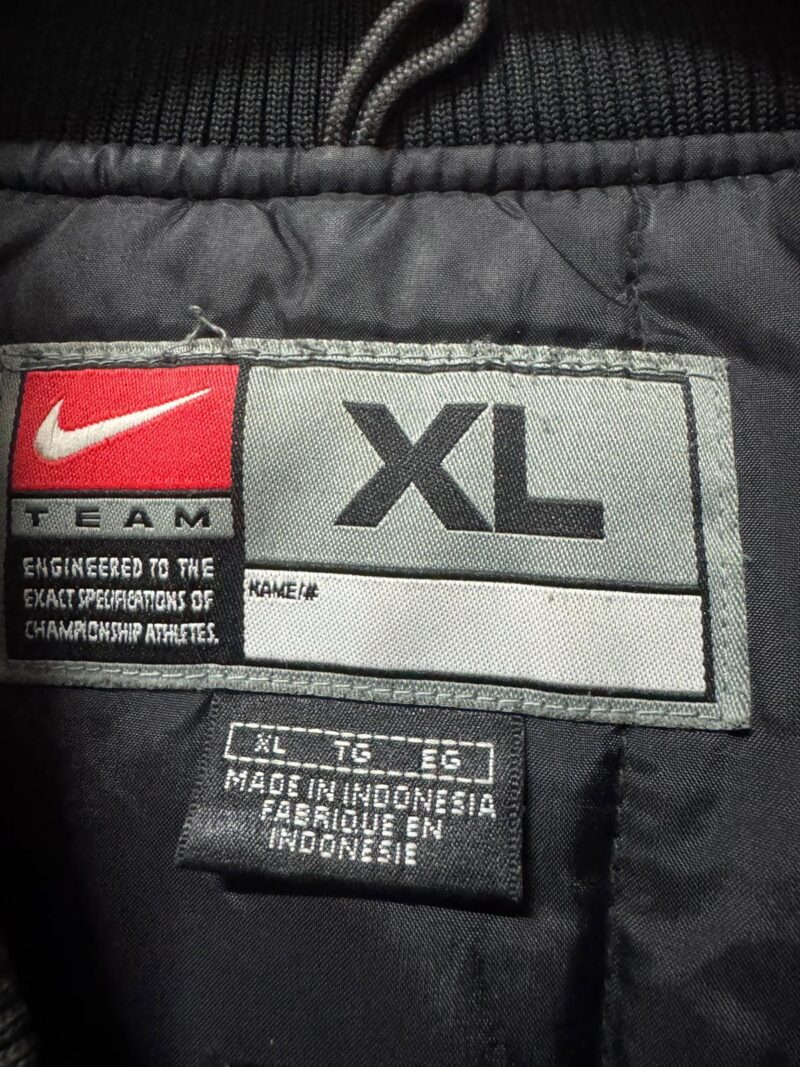 XL
TEAM
ENGINEERED TO THE
EXACT SPECIFICATIONS OF
CHAMPIONSHIP ATHLETES.
NAME/#
XL TG EG
MADE IN INDONESIA
FABRIQUE EN
INDONESIE